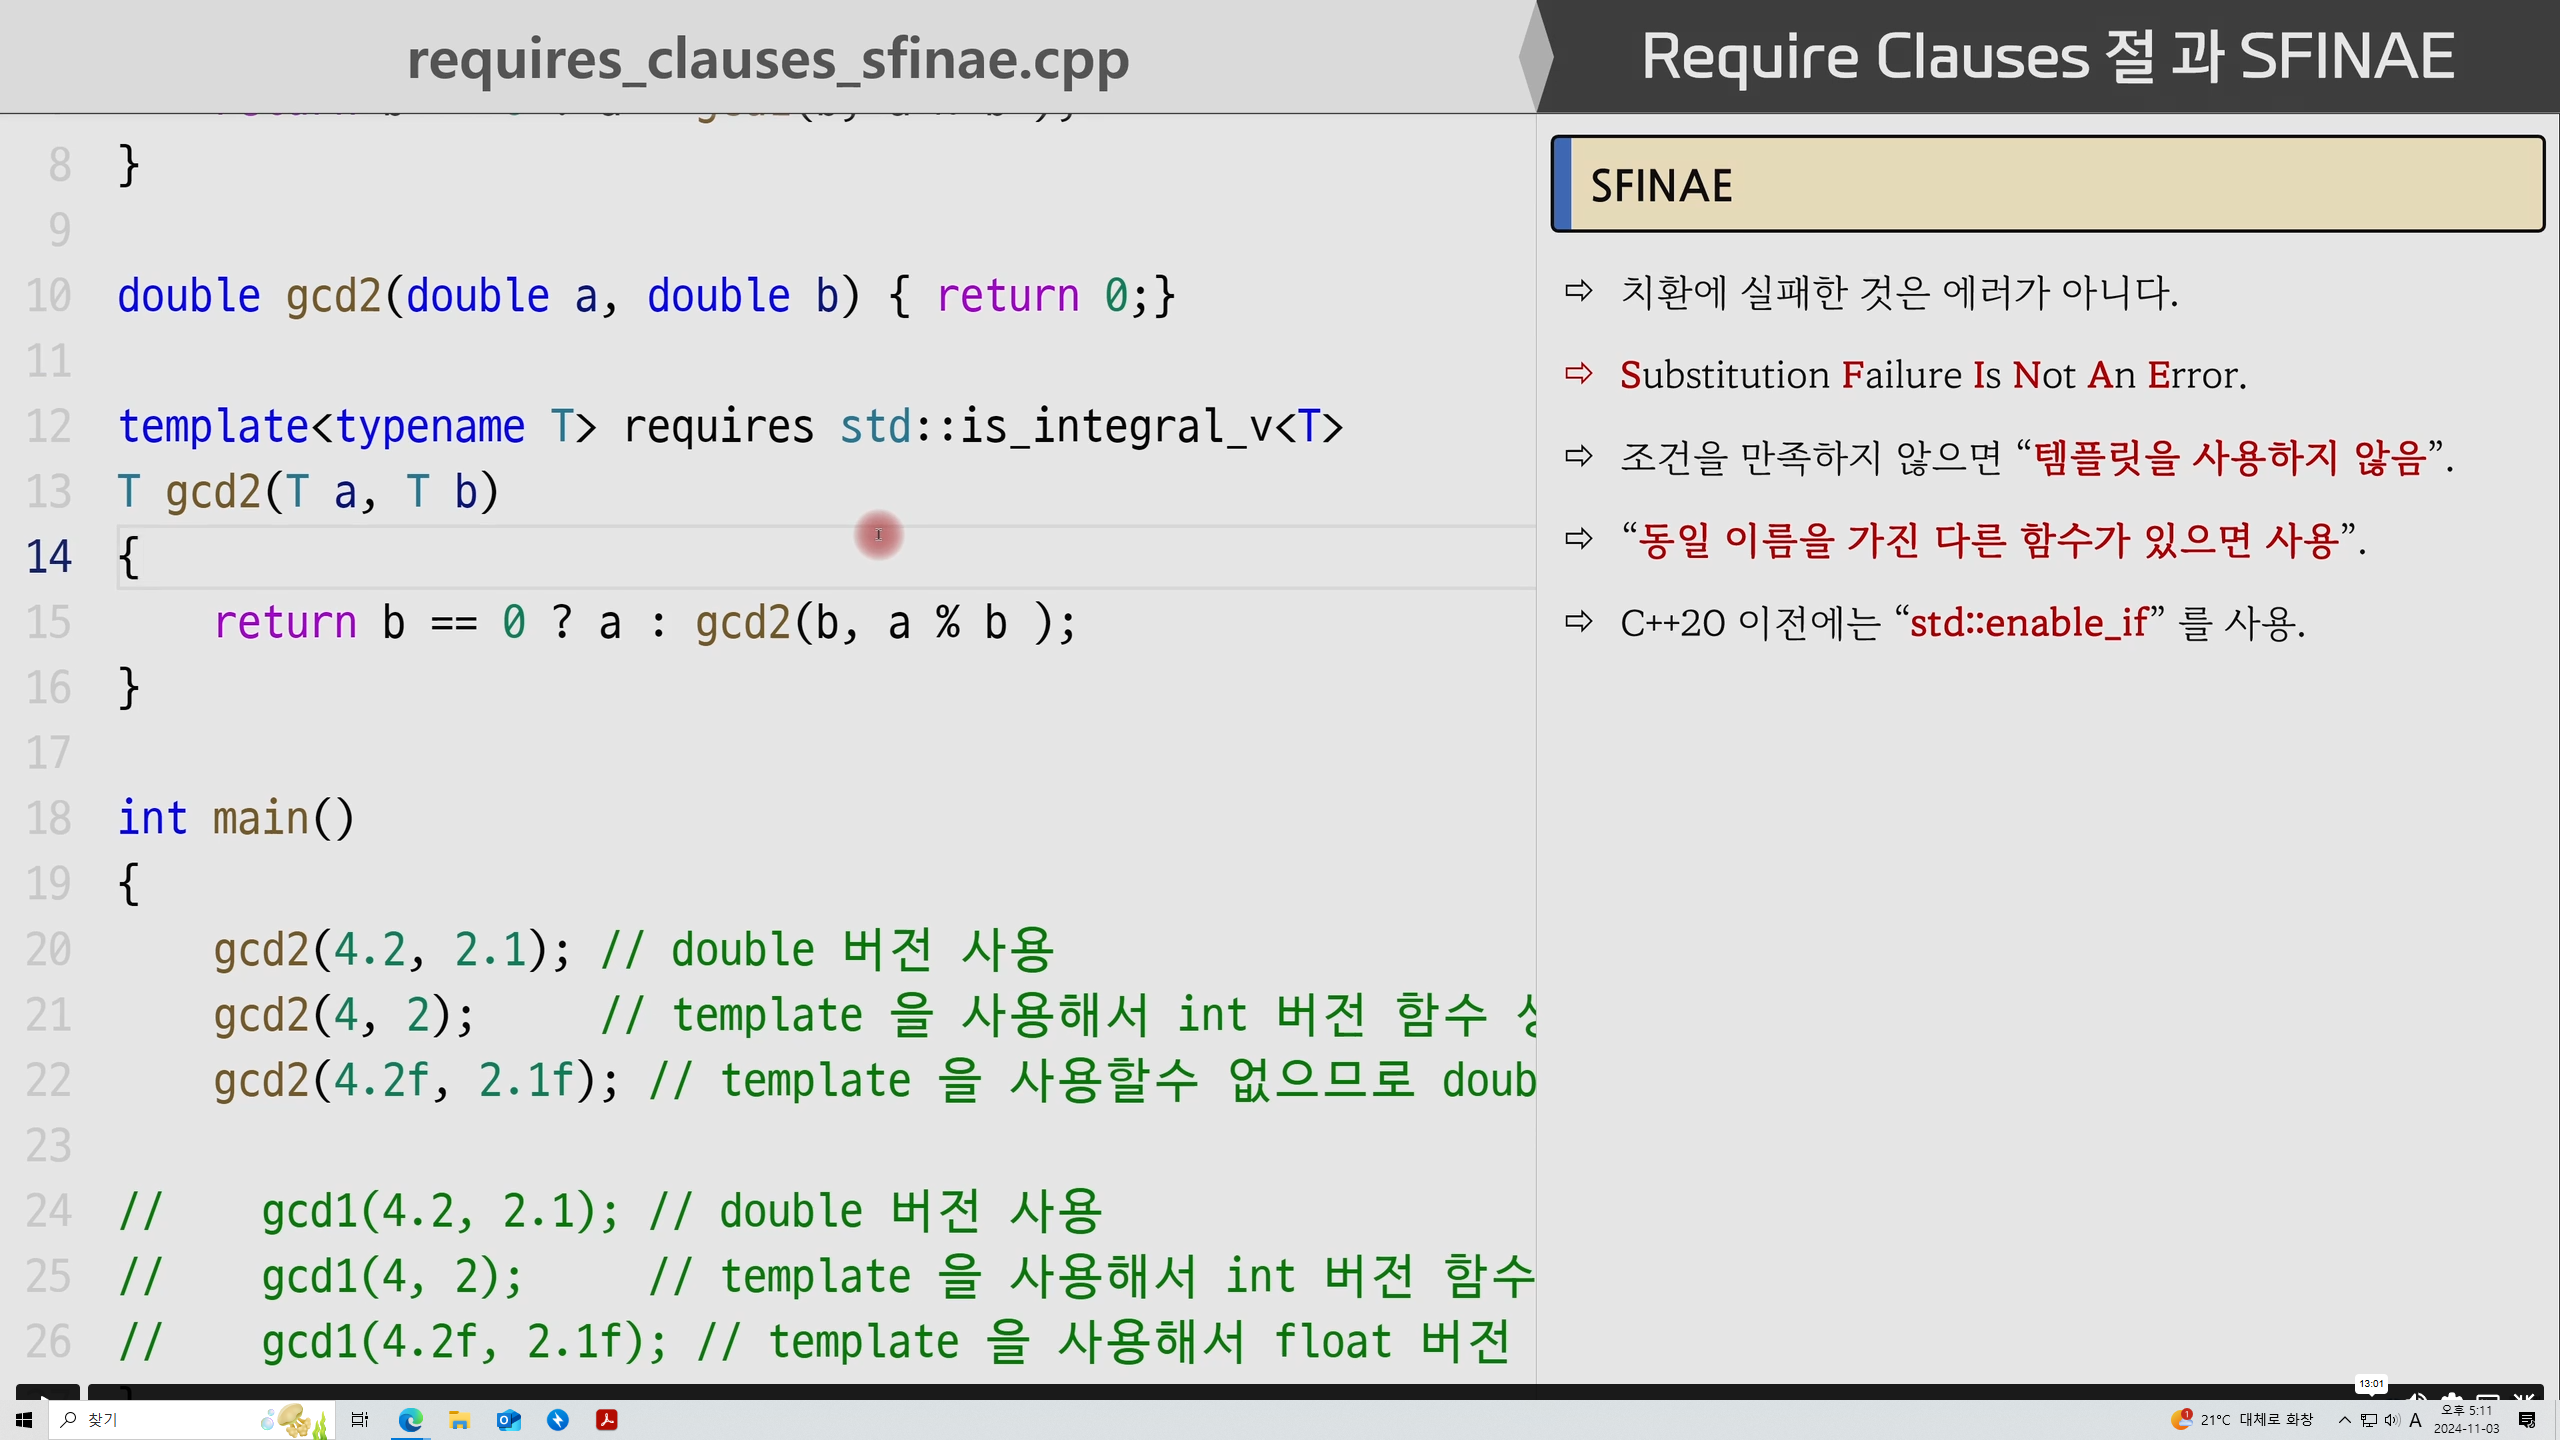 requires_clauses_sfinae.cpp
8 }
9
10 double gcd2(double a, double b) { return 0;}
11
12 template<typename T> requires std::is_integral_v<T>
13 T gcd2(T a, T b)
14 {
15     return b == 0 ? a : gcd2(b, a % b );
16 }
17
18 int main()
19 {
20     gcd2(4.2, 2.1); // double 버전 사용
21     gcd2(4, 2);     // template 을 사용해서 int 버전 함수
22     gcd2(4.2f, 2.1f); // template 을 사용할수 없으므로 doub
23
24 //    gcd1(4.2, 2.1); // double 버전 사용
25 //    gcd1(4, 2);     // template 을 사용해서 int 버전 함수
26 //    gcd1(4.2f, 2.1f); // template 을 사용해서 float 버전
Require Clauses 절 과 SFINAE
SFINAE
⇨ 치환에 실패한 것은 에러가 아니다.
⇨ Substitution Failure Is Not An Error.
⇨ 조건을 만족하지 않으면 “템플릿을 사용하지 않음”.
⇨ “동일 이름을 가진 다른 함수가 있으면 사용”.
⇨ C++20 이전에는 “std::enable_if” 를 사용.
13:01
찾기
1
21°C 대체로 화창
A
오후 5:11
2024-11-03